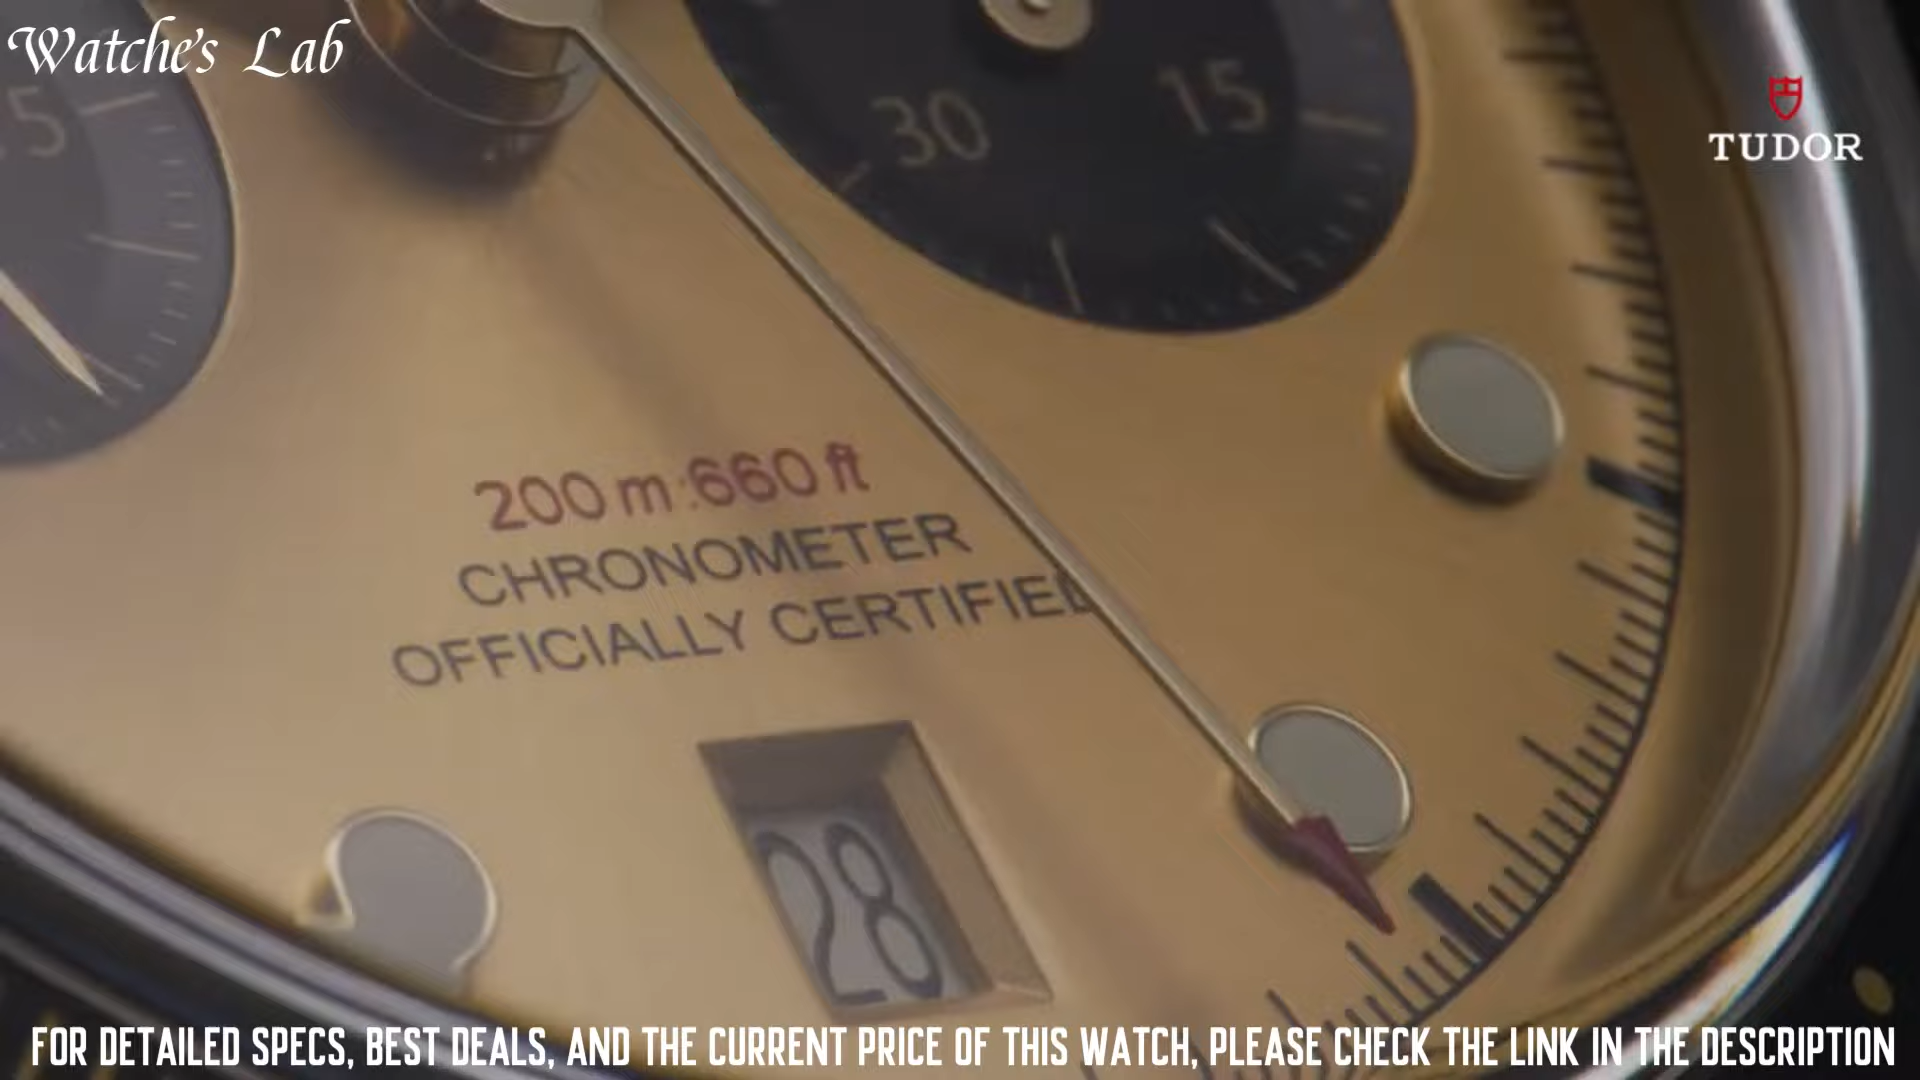 Watche's Lab
TUDOR
30
15
200 m:660 ft
CHRONOMETER
OFFICIALLY CERTIFIED
28
FOR DETAILED SPECS, BEST DEALS, AND THE CURRENT PRICE OF THIS WATCH, PLEASE CHECK THE LINK IN THE DESCRIPTION